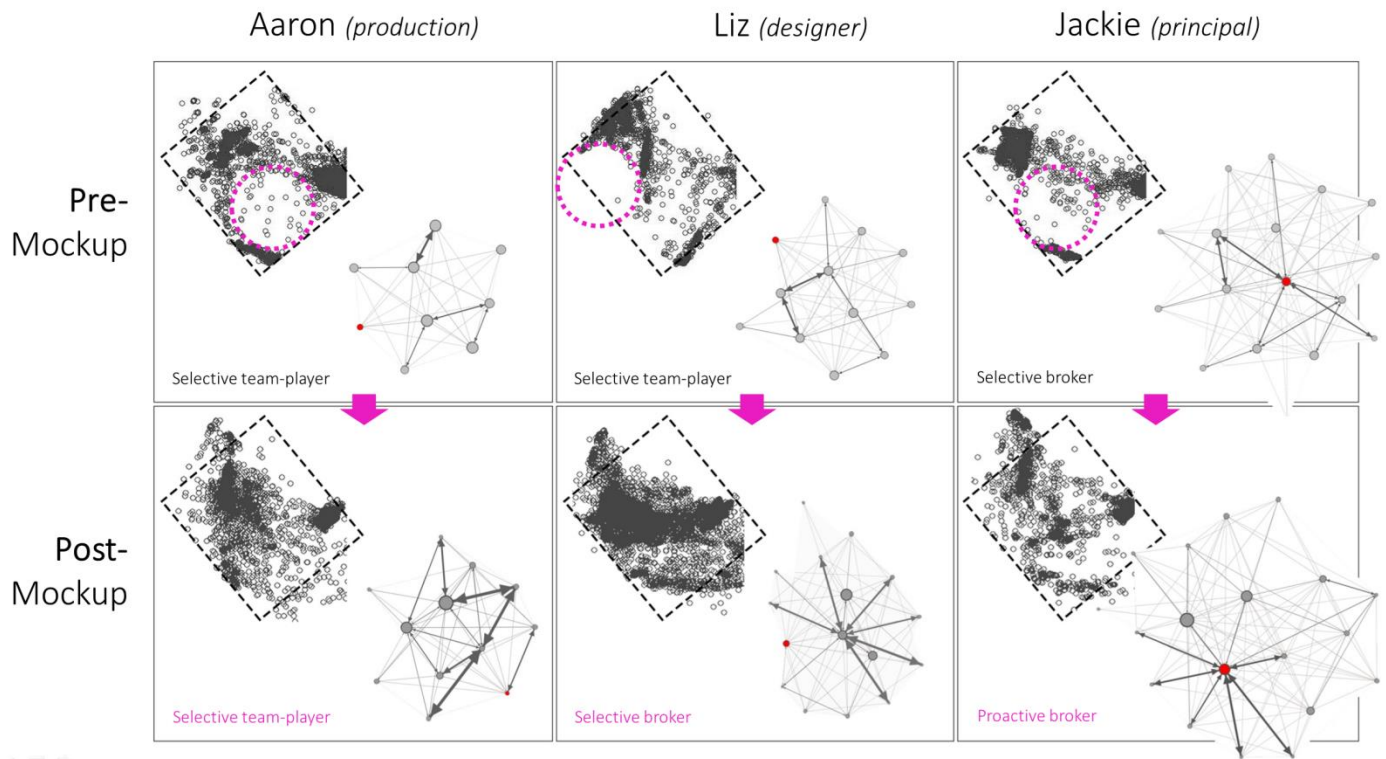 Aaron (production)
Liz (designer)
Jackie (principal)
Pre-
Mockup
Selective team-player
Selective team-player
Selective broker
Post-
Mockup
Selective team-player
Selective broker
Proactive broker